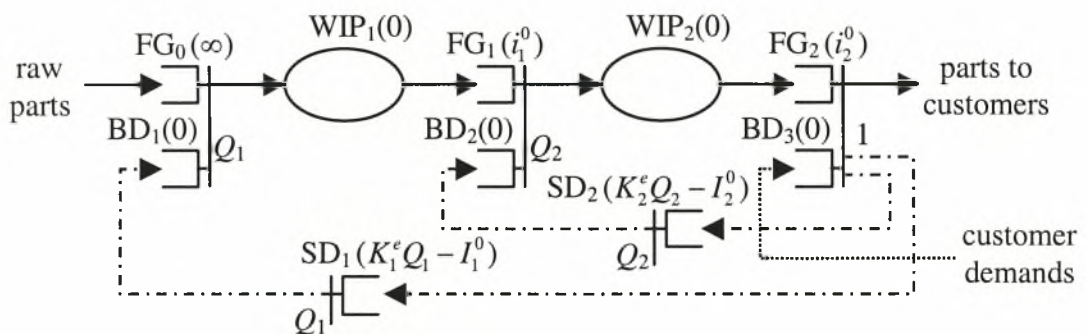 WIP₁(0)
WIP₂(0)
FG₀(∞)
FG₁(i₁⁰)
FG₂(i₂⁰)
raw
parts
parts to
customers
BD₁(0)
BD₂(0)
BD₃(0)
Q₁
Q₂
1
SD₂(K₂ᵉQ₂ – I₂⁰)
Q₂
customer
demands
SD₁(K₁ᵉQ₁ – I₁⁰)
Q₁